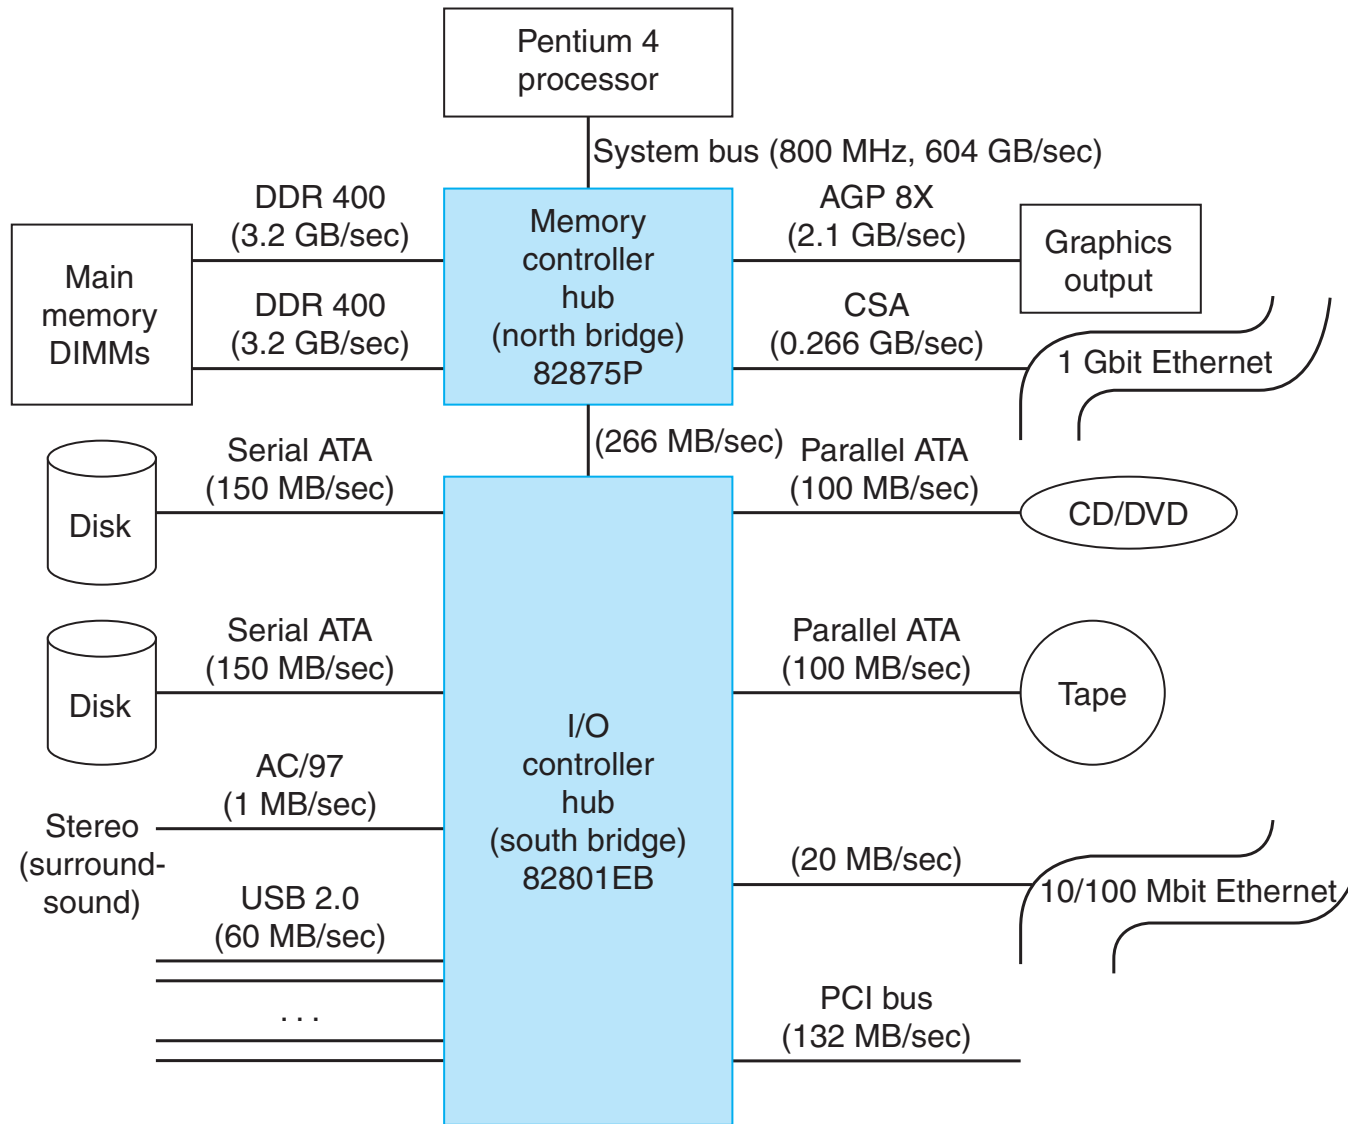 Pentium 4
processor
System bus (800 MHz, 604 GB/sec)
DDR 400
(3.2 GB/sec)
Main
memory
DIMMs
DDR 400
(3.2 GB/sec)
Memory
controller
hub
(north bridge)
82875P
AGP 8X
(2.1 GB/sec)
Graphics
output
CSA
(0.266 GB/sec)
1 Gbit Ethernet
(266 MB/sec)
Serial ATA
(150 MB/sec)
Disk
Parallel ATA
(100 MB/sec)
CD/DVD
Serial ATA
(150 MB/sec)
Disk
Parallel ATA
(100 MB/sec)
Tape
I/O
controller
hub
(south bridge)
82801EB
AC/97
(1 MB/sec)
Stereo
(surround-
sound)
USB 2.0
(60 MB/sec)
. . .
(20 MB/sec)
10/100 Mbit Ethernet
PCI bus
(132 MB/sec)